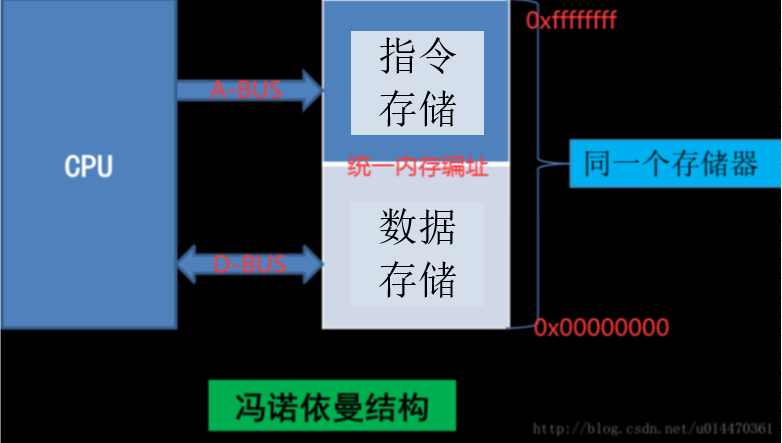 0xffffffff
指令
存储
A-BUS
CPU
统一内存编址
同一个存储器
数据
存储
D-BUS
0x00000000
冯诺依曼结构
http://blog.csdn.net/u014470361